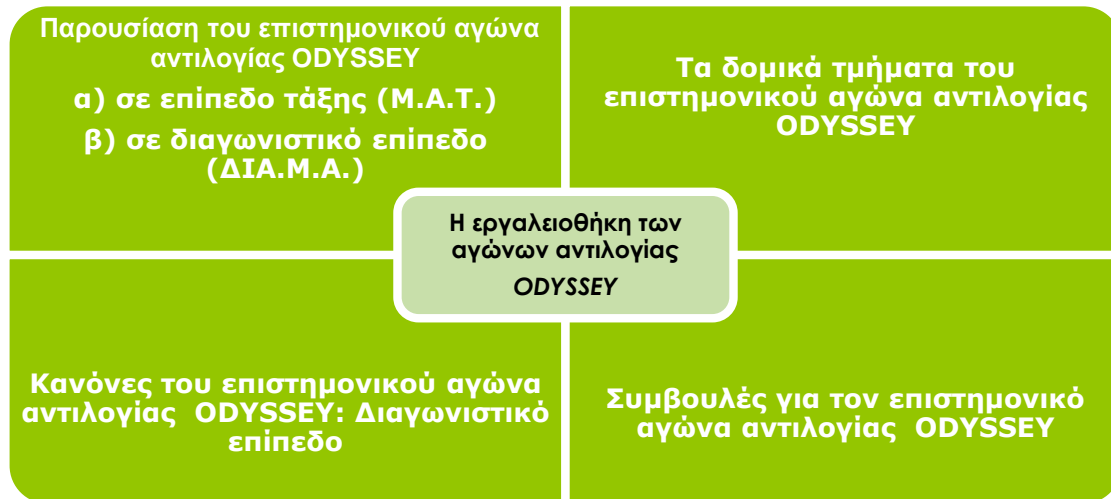 Παρουσίαση του επιστημονικού αγώνα
αντιλογίας ODYSSEY
α) σε επίπεδο τάξης (Μ.Α.Τ.)
β) σε διαγωνιστικό επίπεδο
(ΔΙΑ.Μ.Α.)
Τα δομικά τμήματα του
επιστημονικού αγώνα αντιλογίας
ODYSSEY
Η εργαλειοθήκη των
αγώνων αντιλογίας
ODYSSEY
Κανόνες του επιστημονικού αγώνα
αντιλογίας ODYSSEY: Διαγωνιστικό
επίπεδο
Συμβουλές για τον επιστημονικό
αγώνα αντιλογίας ODYSSEY